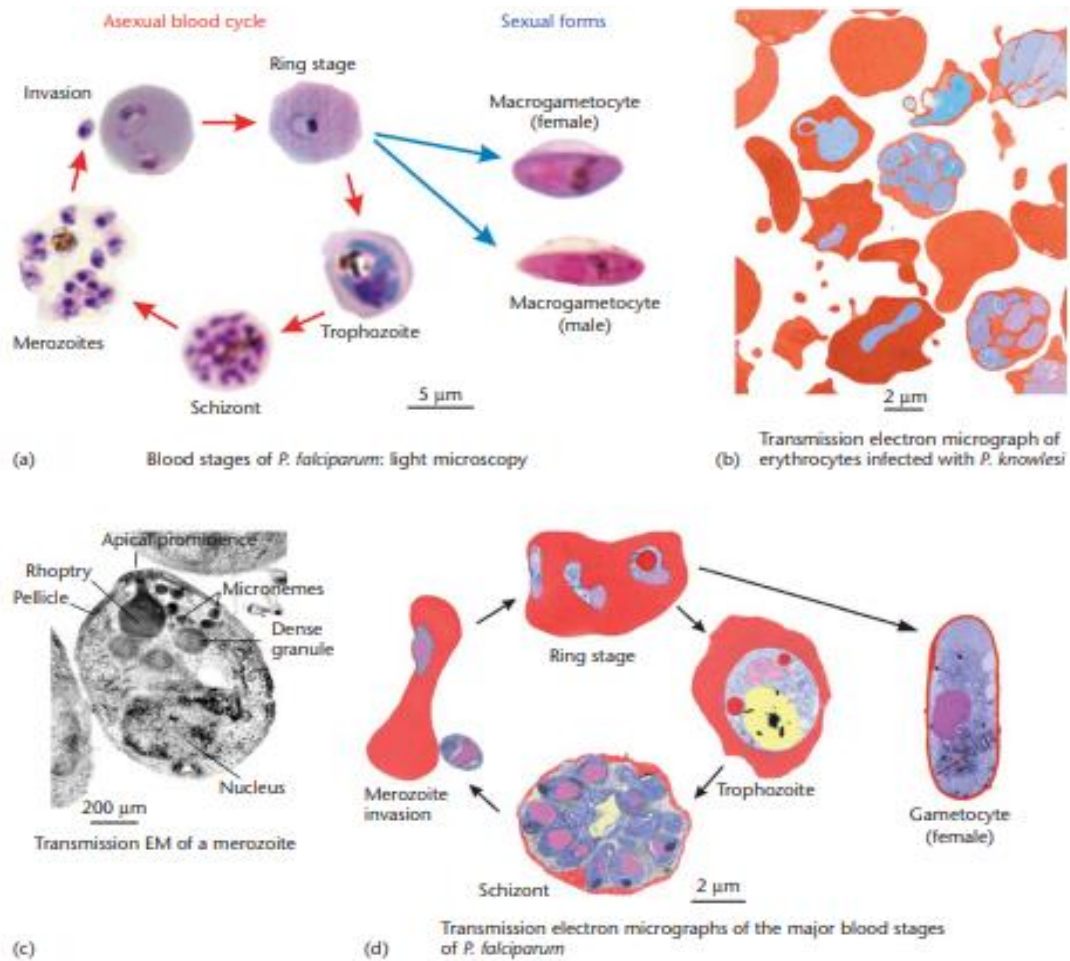 Asexual blood cycle
Sexual forms
Invasion
Ring stage
Macrogametocyte
(female)
Macrogametocyte
(male)
Merozoites
Trophozoite
Schizont
5 µm
(a) Blood stages of P. falciparum: light microscopy
2 µm
(b) Transmission electron micrograph of
erythrocytes infected with P. knowlesi
Apical prominence
Rhoptry
Pellicle
Micronemes
Dense
granule
Nucleus
200 µm
Transmission EM of a merozoite
(c)
Ring stage
Merozoite
invasion
Trophozoite
Gametocyte
(female)
Schizont
2 µm
(d) Transmission electron micrographs of the major blood stages
of P. falciparum